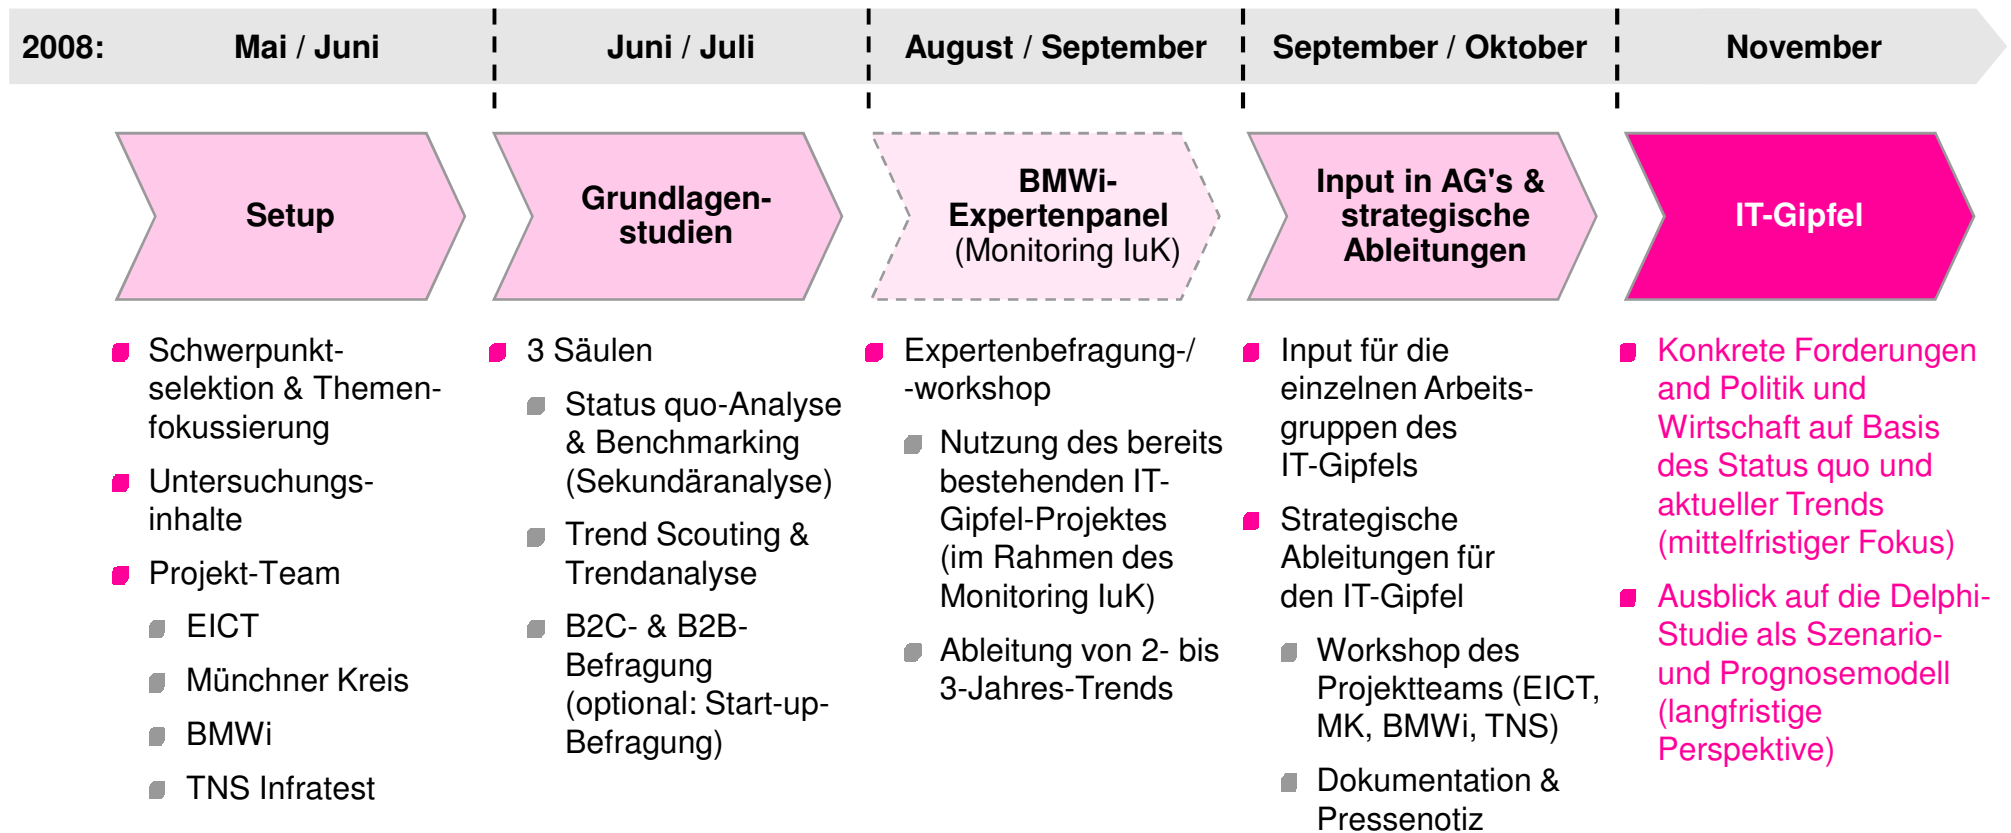 2008:
Mai / Juni
Juni / Juli
August / September
September / Oktober
November
Setup
Grundlagen-
studien
BMWi-
Expertenpanel
(Monitoring IuK)
Input in AG's &
strategische
Ableitungen
IT-Gipfel
Schwerpunkt-
selektion & Themen-
fokussierung
Untersuchungs-
inhalte
Projekt-Team
EICT
Münchner Kreis
BMWi
TNS Infratest
3 Säulen
Status quo-Analyse
& Benchmarking
(Sekundäranalyse)
Trend Scouting &
Trendanalyse
B2C- & B2B-
Befragung
(optional: Start-up-
Befragung)
Expertenbefragung-/
-workshop
Nutzung des bereits
bestehenden IT-
Gipfel-Projektes
(im Rahmen des
Monitoring IuK)
Ableitung von 2- bis
3-Jahres-Trends
Input für die
einzelnen Arbeits-
gruppen des
IT-Gipfels
Strategische
Ableitungen für
den IT-Gipfel
Workshop des
Projektteams (EICT,
MK, BMWi, TNS)
Dokumentation &
Pressenotiz
Konkrete Forderungen
and Politik und
Wirtschaft auf Basis
des Status quo und
aktueller Trends
(mittelfristiger Fokus)
Ausblick auf die Delphi-
Studie als Szenario-
und Prognosemodell
(langfristige
Perspektive)